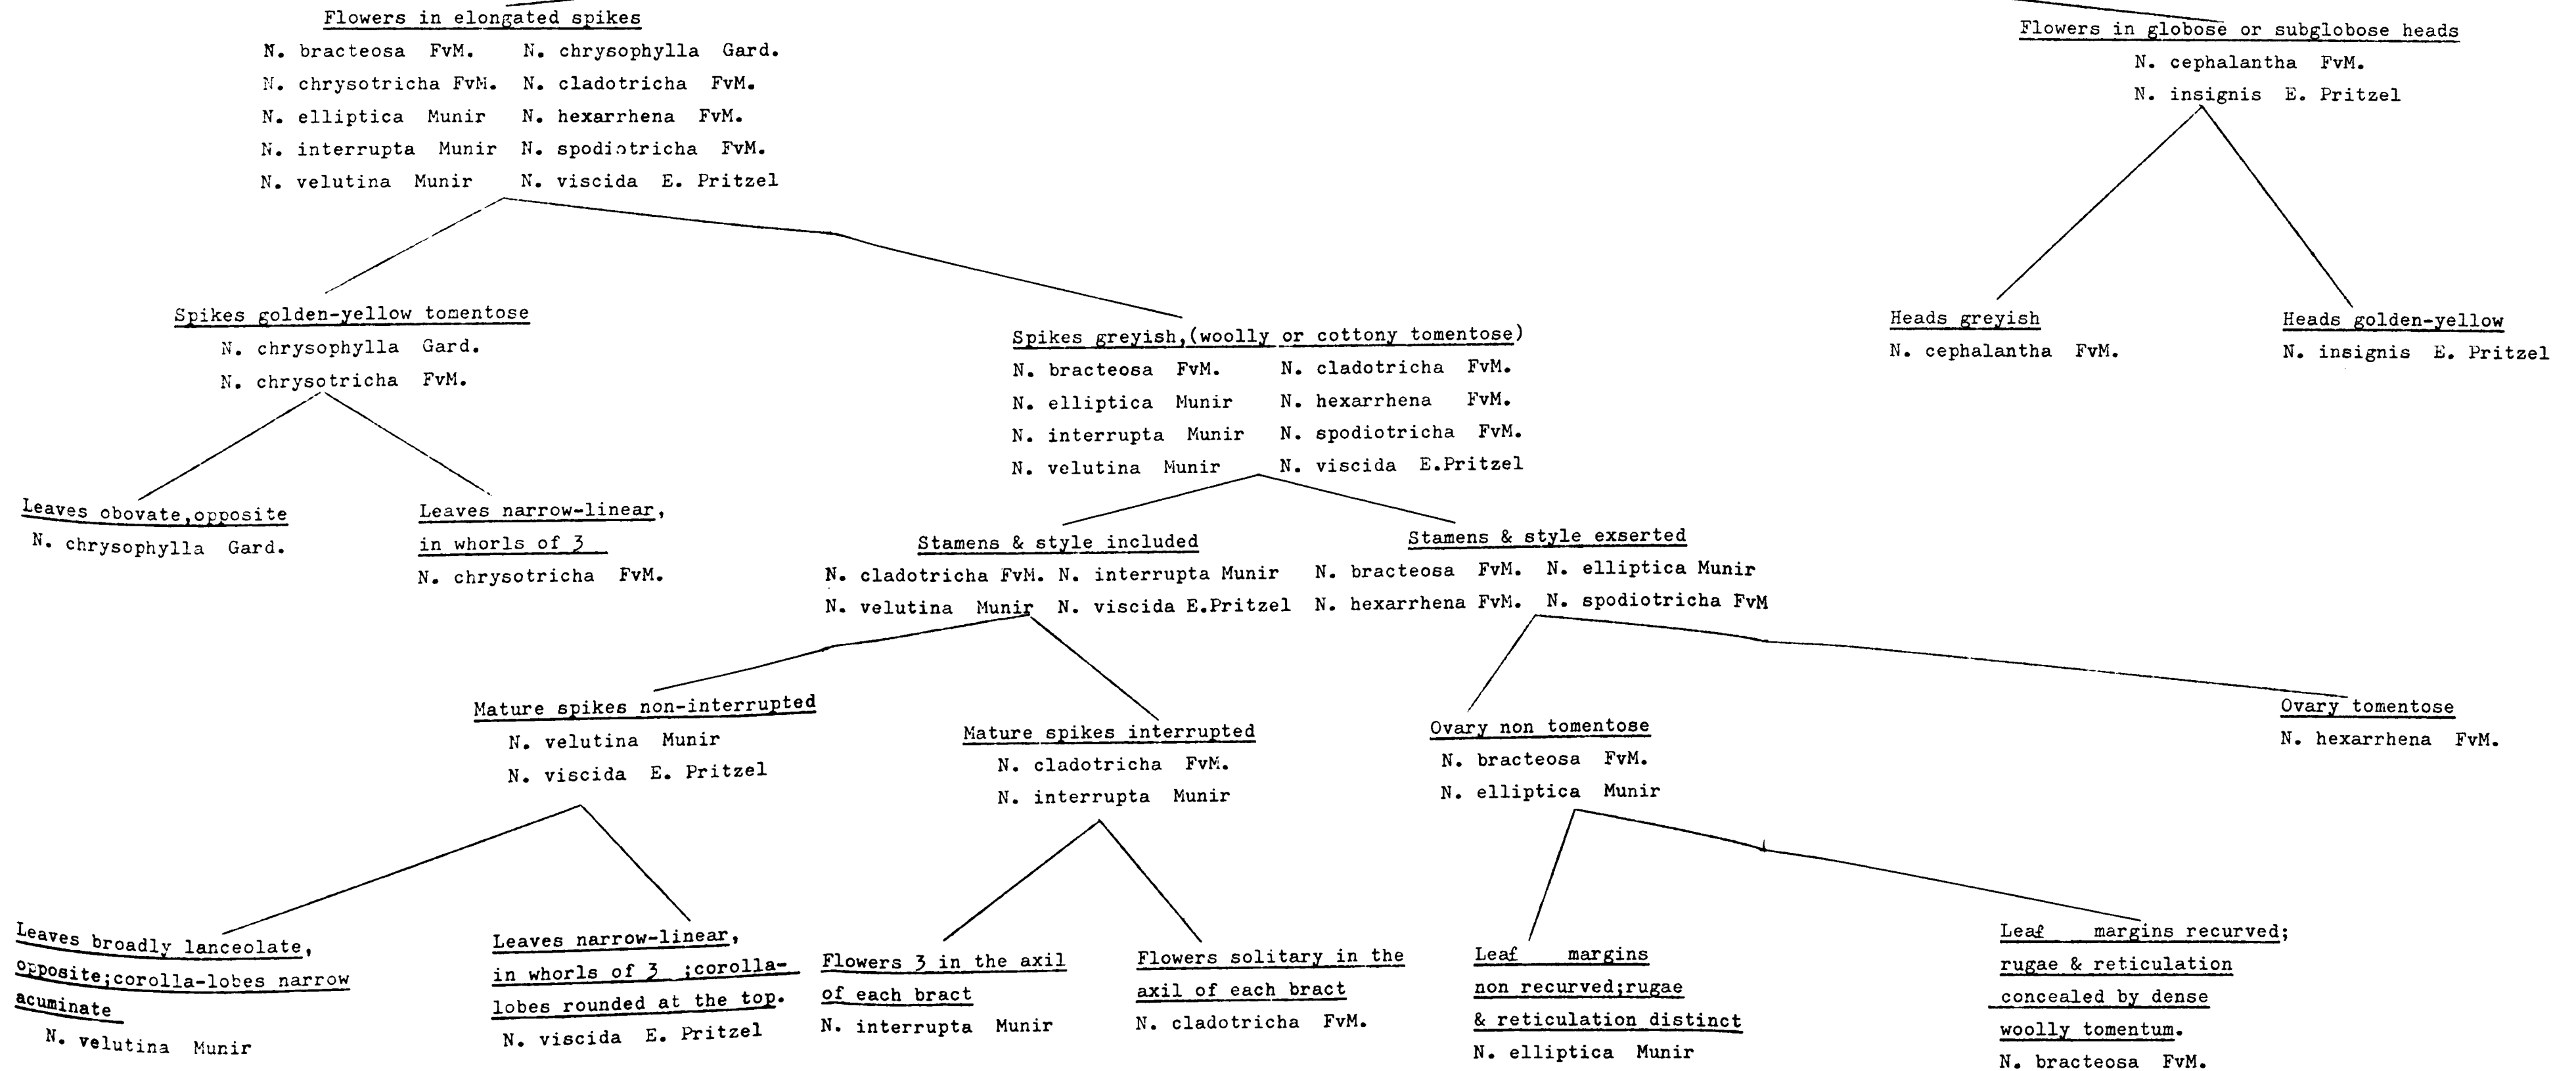 Flowers in elongated spikes
N. bracteosa FvM. N. chrysophylla Gard.
N. chrysotricha FvM. N. cladotricha FvM.
N. elliptica Munir N. hexarrhena FvM.
N. interrupta Munir N. spodiotricha FvM.
N. velutina Munir N. viscida E. Pritzel
Flowers in globose or subglobose heads
N. cephalantha FvM.
N. insignis E. Pritzel
Spikes golden-yellow tomentose
N. chrysophylla Gard.
N. chrysotricha FvM.
Spikes greyish,(woolly or cottony tomentose)
N. bracteosa FvM. N. cladotricha FvM.
N. elliptica Munir N. hexarrhena FvM.
N. interrupta Munir N. spodiotricha FvM.
N. velutina Munir N. viscida E.Pritzel
Heads greyish
N. cephalantha FvM.
Heads golden-yellow
N. insignis E. Pritzel
Leaves obovate,opposite
N. chrysophylla Gard.
Leaves narrow-linear,
in whorls of 3
N. chrysotricha FvM.
Stamens & style included
N. cladotricha FvM. N. interrupta Munir
N. velutina Munir N. viscida E.Pritzel
Stamens & style exserted
N. bracteosa FvM. N. elliptica Munir
N. hexarrhena FvM. N. spodiotricha FvM
Mature spikes non-interrupted
N. velutina Munir
N. viscida E. Pritzel
Mature spikes interrupted
N. cladotricha FvM.
N. interrupta Munir
Ovary non tomentose
N. bracteosa FvM.
N. elliptica Munir
Ovary tomentose
N. hexarrhena FvM.
Leaves broadly lanceolate,
opposite;corolla-lobes narrow
acuminate
N. velutina Munir
Leaves narrow-linear,
in whorls of 3 ;corolla-
lobes rounded at the top.
N. viscida E. Pritzel
Flowers 3 in the axil
of each bract
N. interrupta Munir
Flowers solitary in the
axil of each bract
N. cladotricha FvM.
Leaf margins
non recurved;rugae
& reticulation distinct
N. elliptica Munir
Leaf margins recurved;
rugae & reticulation
concealed by dense
woolly tomentum.
N. bracteosa FvM.